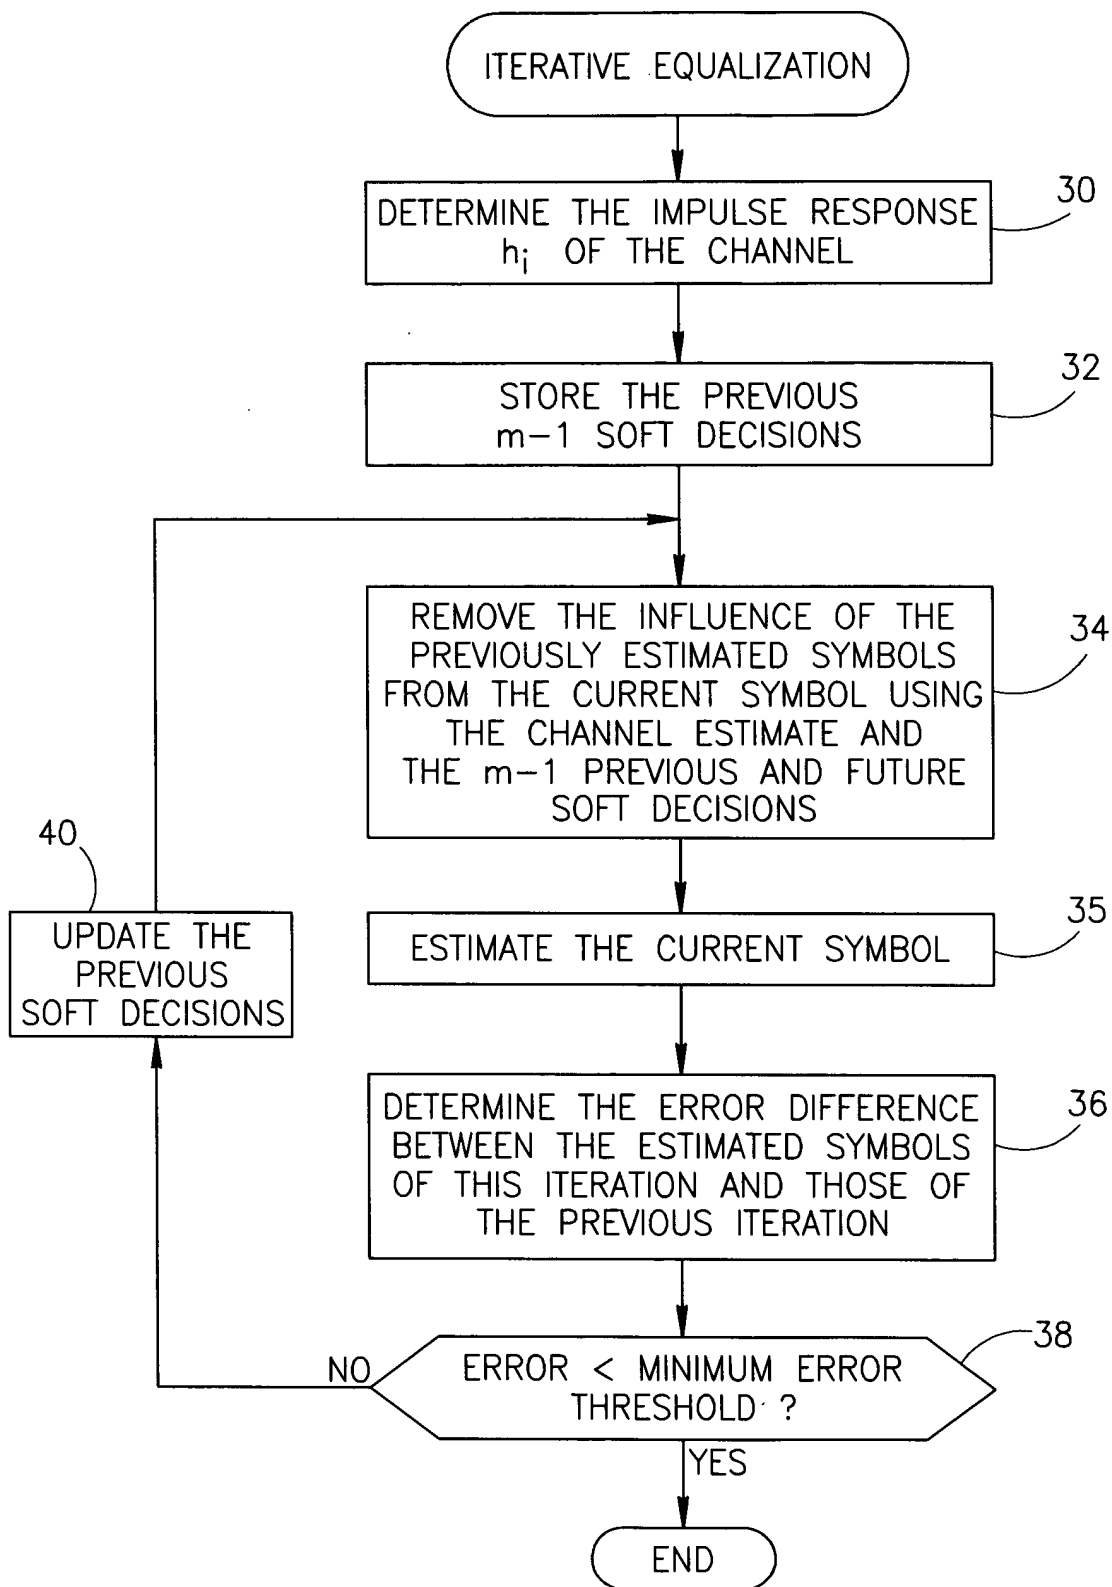 ITERATIVE EQUALIZATION
30
DETERMINE THE IMPULSE RESPONSE
hi OF THE CHANNEL
32
STORE THE PREVIOUS
m-1 SOFT DECISIONS
34
REMOVE THE INFLUENCE OF THE
PREVIOUSLY ESTIMATED SYMBOLS
FROM THE CURRENT SYMBOL USING
THE CHANNEL ESTIMATE AND
THE m-1 PREVIOUS AND FUTURE
SOFT DECISIONS
40
UPDATE THE
PREVIOUS
SOFT DECISIONS
35
ESTIMATE THE CURRENT SYMBOL
36
DETERMINE THE ERROR DIFFERENCE
BETWEEN THE ESTIMATED SYMBOLS
OF THIS ITERATION AND THOSE OF
THE PREVIOUS ITERATION
38
NO
ERROR < MINIMUM ERROR
THRESHOLD ?
YES
END